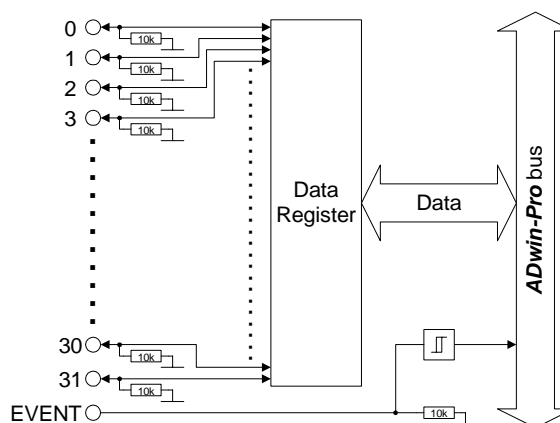 0
10k
1
10k
2
10k
3
10k
Data
Register
Data
ADwin-Pro bus
30
10k
31
10k
EVENT
10k